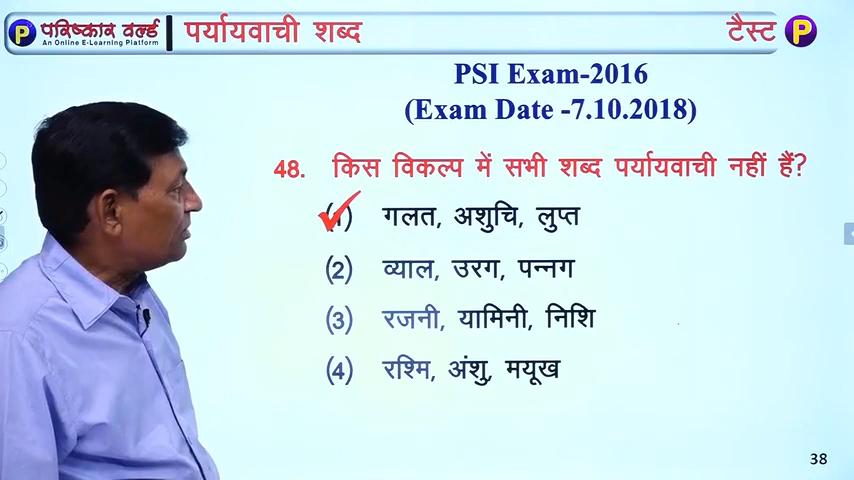 परिष्कार वर्ल्ड
An Online E-Learning Platform
पर्यायवाची शब्द
टैस्ट P
PSI Exam-2016
(Exam Date -7.10.2018)
48. किस विकल्प में सभी शब्द पर्यायवाची नहीं हैं?
(1) गलत, अशुचि, लुप्त
(2) व्याल, उरग, पन्नग
(3) रजनी, यामिनी, निशि
(4) रश्मि, अंशु, मयूख
38